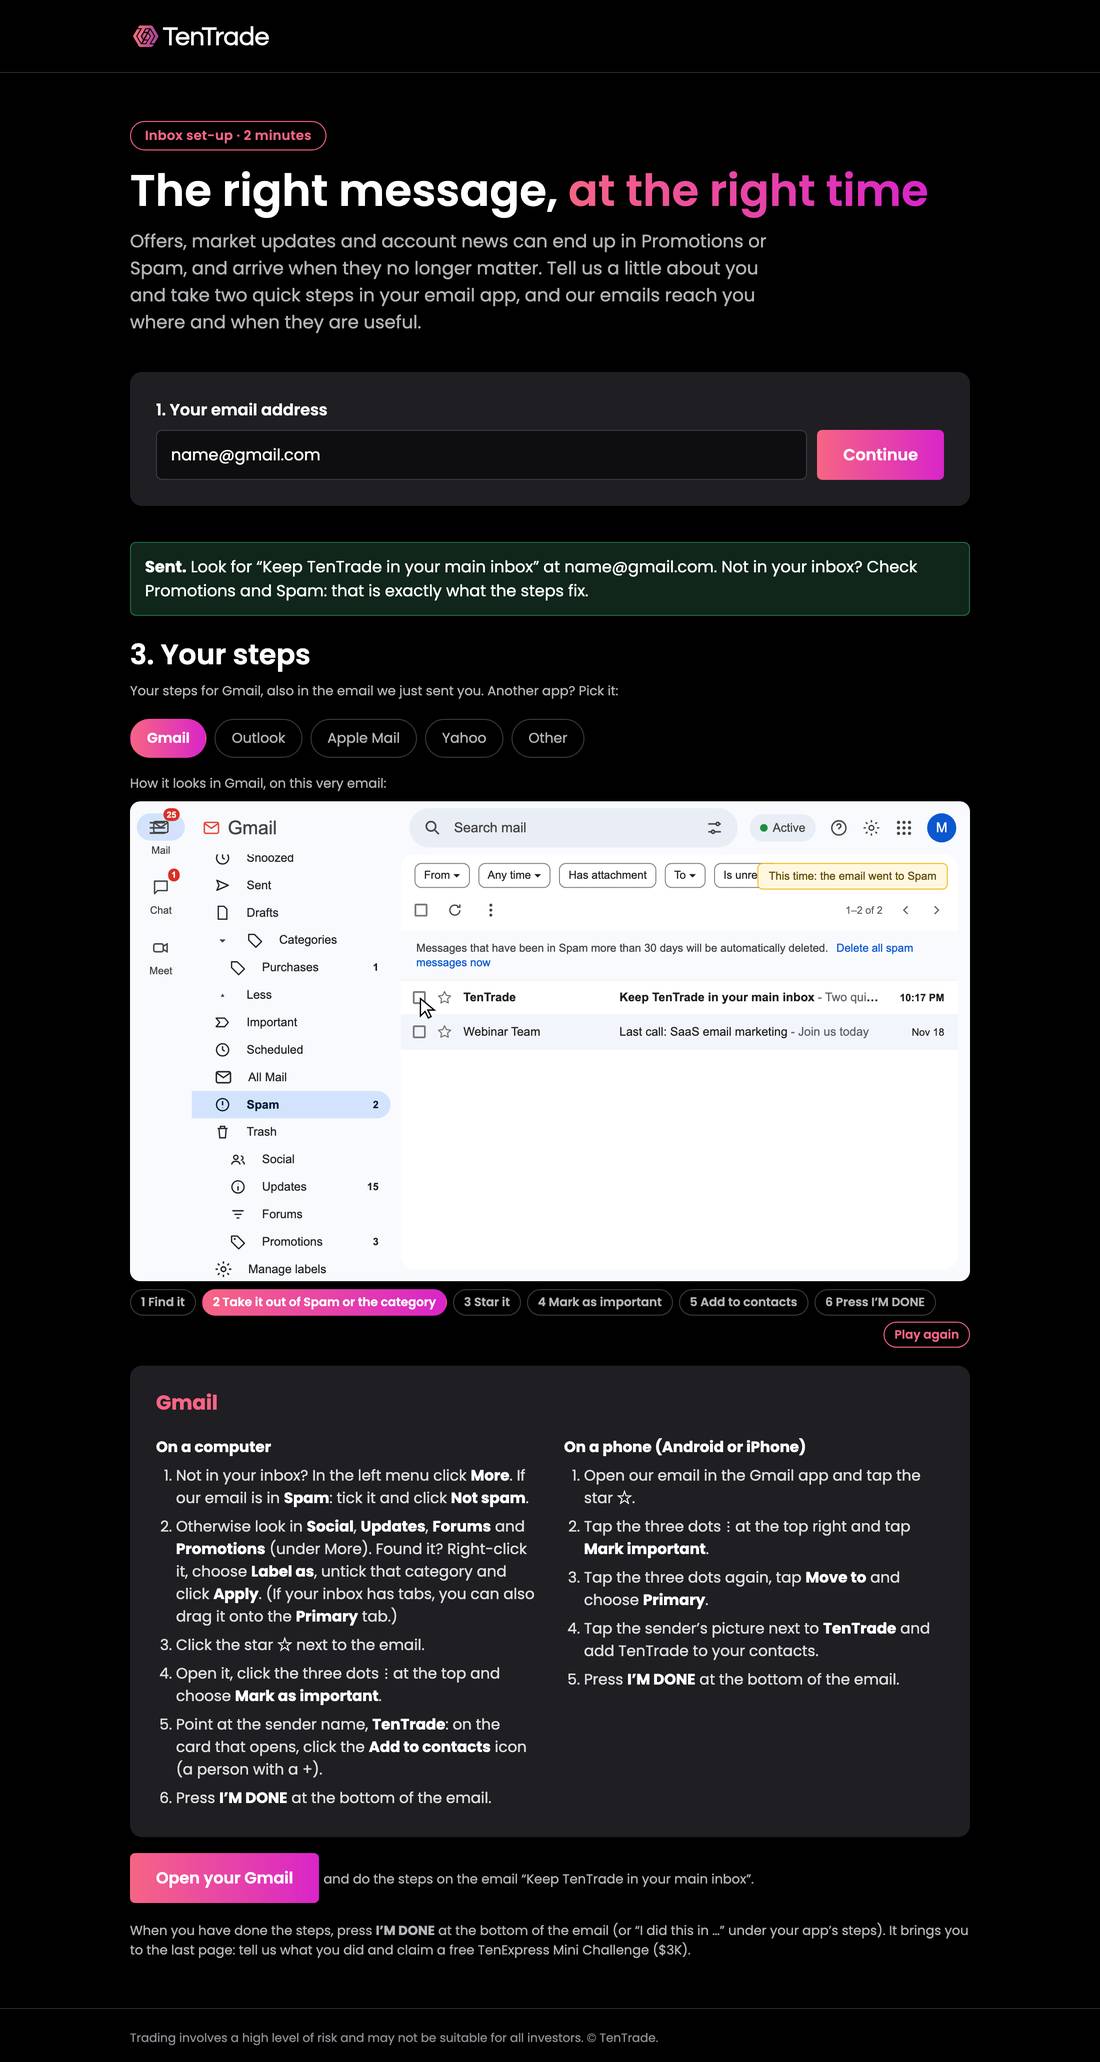 TenTrade
Inbox set-up · 2 minutes
The right message, at the right time
Offers, market updates and account news can end up in Promotions or
Spam, and arrive when they no longer matter. Tell us a little about you
and take two quick steps in your email app, and our emails reach you
where and when they are useful.
1. Your email address
name@gmail.com
Continue
Sent. Look for “Keep TenTrade in your main inbox” at name@gmail.com. Not in your inbox? Check
Promotions and Spam: that is exactly what the steps fix.
3. Your steps
Your steps for Gmail, also in the email we just sent you. Another app? Pick it:
Gmail
Outlook
Apple Mail
Yahoo
Other
How it looks in Gmail, on this very email:
25
Mail
1
Chat
Meet
Gmail
Search mail
Active
M
Snoozed
Sent
Drafts
Categories
Purchases 1
Less
Important
Scheduled
All Mail
Spam 2
Trash
Social
Updates 15
Forums
Promotions 3
Manage labels
From
Any time
Has attachment
To
Is unre
This time: the email went to Spam
1–2 of 2
Messages that have been in Spam more than 30 days will be automatically deleted. Delete all spam
messages now
TenTrade Keep TenTrade in your main inbox - Two qui... 10:17 PM
Webinar Team Last call: SaaS email marketing - Join us today Nov 18
1 Find it
2 Take it out of Spam or the category
3 Star it
4 Mark as important
5 Add to contacts
6 Press I’M DONE
Play again
Gmail
On a computer
1. Not in your inbox? In the left menu click More. If
our email is in Spam: tick it and click Not spam.
2. Otherwise look in Social, Updates, Forums and
Promotions (under More). Found it? Right-click
it, choose Label as, untick that category and
click Apply. (If your inbox has tabs, you can also
drag it onto the Primary tab.)
3. Click the star ☆ next to the email.
4. Open it, click the three dots ⋮ at the top and
choose Mark as important.
5. Point at the sender name, TenTrade: on the
card that opens, click the Add to contacts icon
(a person with a +).
6. Press I’M DONE at the bottom of the email.
On a phone (Android or iPhone)
1. Open our email in the Gmail app and tap the
star ☆.
2. Tap the three dots ⋮ at the top right and tap
Mark important.
3. Tap the three dots again, tap Move to and
choose Primary.
4. Tap the sender’s picture next to TenTrade and
add TenTrade to your contacts.
5. Press I’M DONE at the bottom of the email.
Open your Gmail and do the steps on the email “Keep TenTrade in your main inbox”.
When you have done the steps, press I’M DONE at the bottom of the email (or “I did this in …” under your app’s steps). It brings you
to the last page: tell us what you did and claim a free TenExpress Mini Challenge ($3K).
Trading involves a high level of risk and may not be suitable for all investors. © TenTrade.